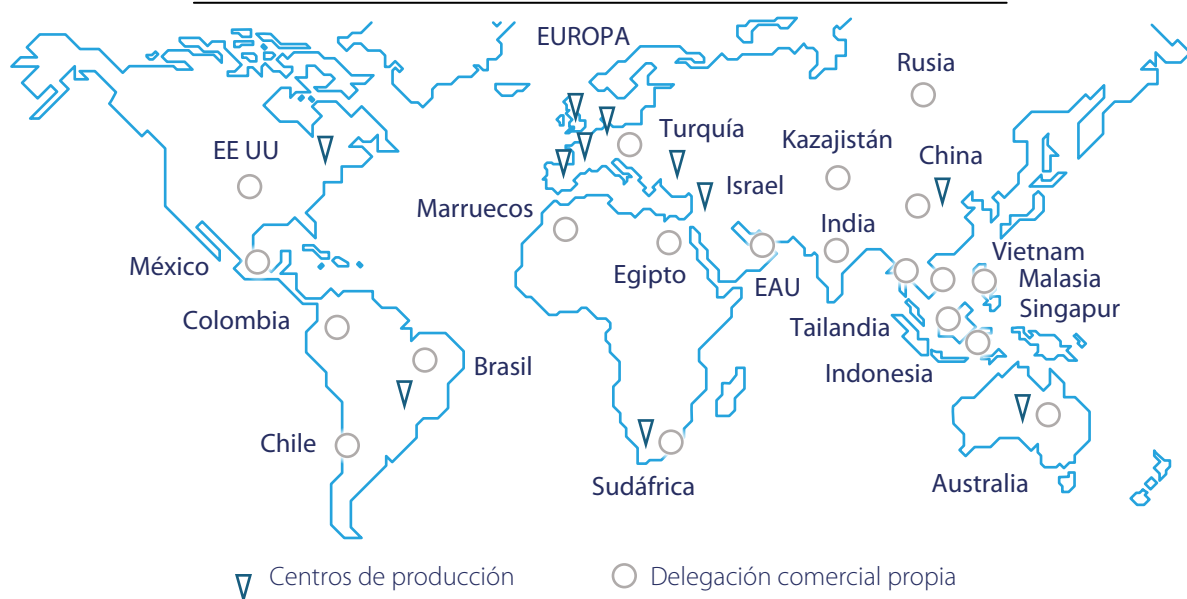 EUROPA
Rusia
Turquía
Kazajistán
EE UU
China
Israel
Marruecos
India
Vietnam
México
Egipto
EAU
Malasia
Singapur
Colombia
Tailandia
Brasil
Indonesia
Chile
Sudáfrica
Australia
Centros de producción
Delegación comercial propia